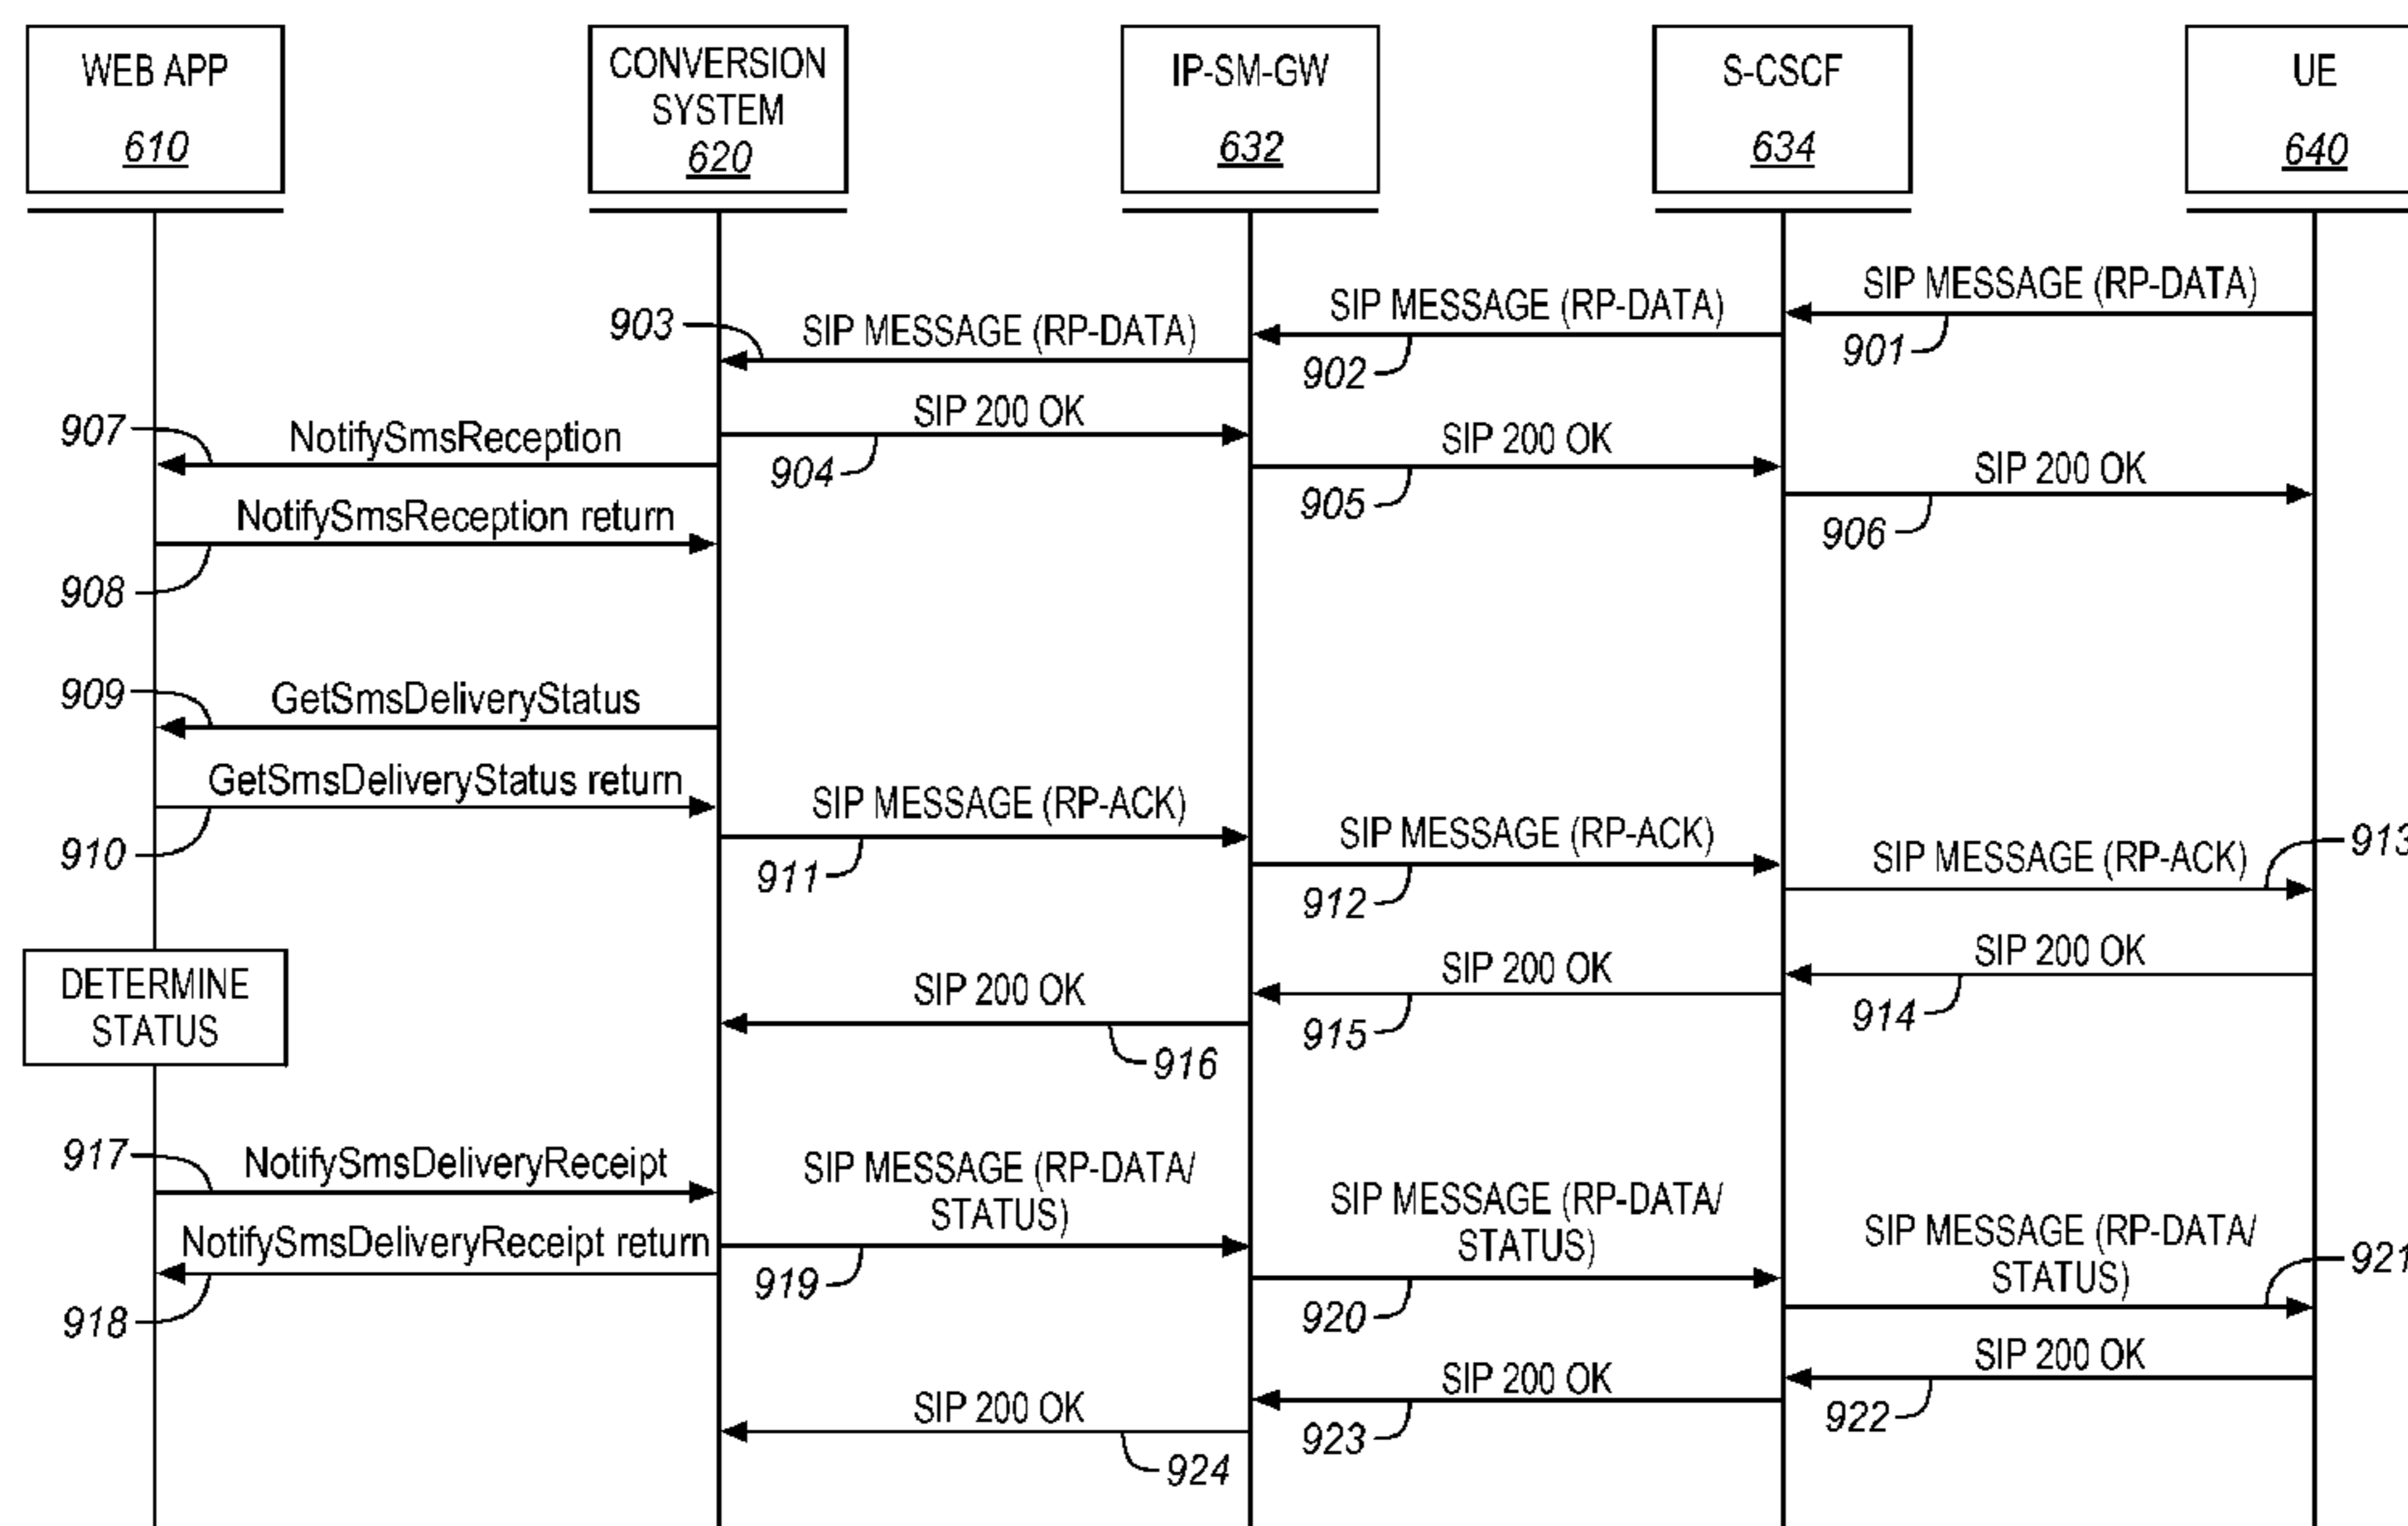 WEB APP
610
CONVERSION
SYSTEM
620
IP-SM-GW
632
S-CSCF
634
UE
640
SIP MESSAGE (RP-DATA)
901
SIP MESSAGE (RP-DATA)
902
903
SIP MESSAGE (RP-DATA)
SIP 200 OK
904
SIP 200 OK
905
SIP 200 OK
906
907
NotifySmsReception
NotifySmsReception return
908
909
GetSmsDeliveryStatus
GetSmsDeliveryStatus return
910
SIP MESSAGE (RP-ACK)
911
SIP MESSAGE (RP-ACK)
912
SIP MESSAGE (RP-ACK)
913
SIP 200 OK
914
SIP 200 OK
915
SIP 200 OK
916
DETERMINE
STATUS
917
NotifySmsDeliveryReceipt
NotifySmsDeliveryReceipt return
918
SIP MESSAGE (RP-DATA/
STATUS)
919
SIP MESSAGE (RP-DATA/
STATUS)
920
SIP MESSAGE (RP-DATA/
STATUS)
921
SIP 200 OK
922
SIP 200 OK
923
SIP 200 OK
924